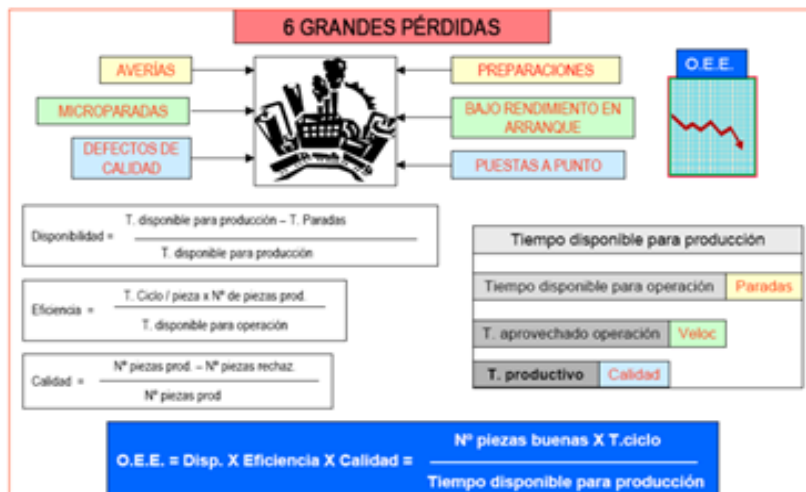 6 GRANDES PÉRDIDAS
AVERÍAS
PREPARACIONES
O.E.E.
MICROPARADAS
BAJO RENDIMIENTO EN
ARRANQUE
DEFECTOS DE
CALIDAD
PUESTAS A PUNTO
Disponibilidad =
T. disponible para producción – T. Paradas
T. disponible para producción
Eficiencia =
T. Ciclo / pieza x Nº de piezas prod.
T. disponible para operación
Calidad =
Nº piezas prod. – Nº piezas rechaz.
Nº piezas prod
Tiempo disponible para producción
Tiempo disponible para operación Paradas
T. aprovechado operación Veloc
T. productivo Calidad
O.E.E. = Disp. X Eficiencia X Calidad =
Nº piezas buenas X T.ciclo
Tiempo disponible para producción